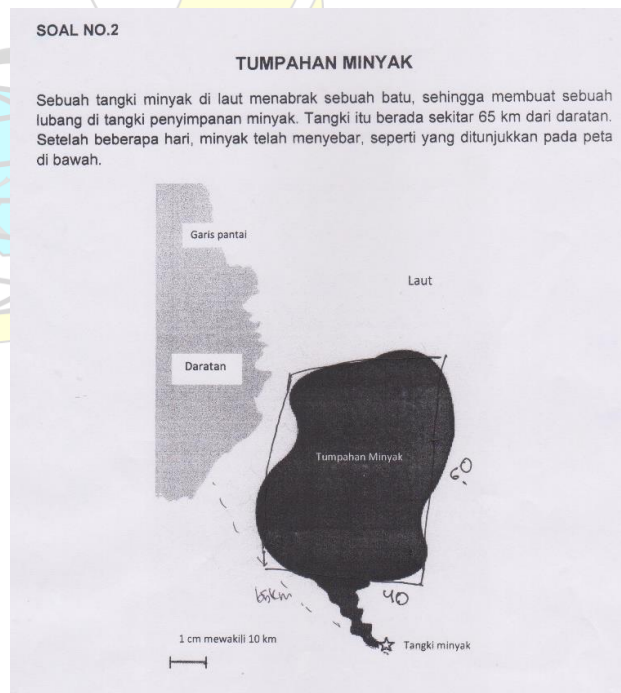 SOAL NO.2
TUMPAHAN MINYAK
Sebuah tangki minyak di laut menabrak sebuah batu, sehingga membuat sebuah
lubang di tangki penyimpanan minyak. Tangki itu berada sekitar 65 km dari daratan.
Setelah beberapa hari, minyak telah menyebar, seperti yang ditunjukkan pada peta
di bawah.
Garis pantai
Laut
Daratan
Tumpahan Minyak
60
65km
40
1 cm mewakili 10 km
Tangki minyak